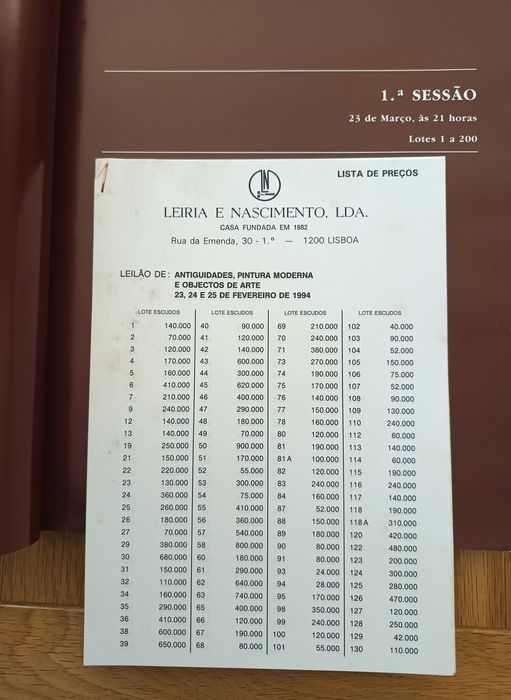 1.ª SESSÃO
23 de Março, às 21 horas
Lotes 1 a 200
1
LN
LISTA DE PREÇOS
LEIRIA E NASCIMENTO, LDA.
CASA FUNDADA EM 1882
Rua da Emenda, 30 - 1.º — 1200 LISBOA
LEILÃO DE: ANTIGUIDADES, PINTURA MODERNA
E OBJECTOS DE ARTE
23, 24 E 25 DE FEVEREIRO DE 1994
LOTE ESCUDOS LOTE ESCUDOS LOTE ESCUDOS LOTE ESCUDOS
1 140.000 40 90.000 69 210.000 102 40.000
2 70.000 41 120.000 70 240.000 103 90.000
3 120.000 42 140.000 71 380.000 104 52.000
4 170.000 43 600.000 73 270.000 105 150.000
5 160.000 44 300.000 74 190.000 106 75.000
6 410.000 45 620.000 75 170.000 107 52.000
7 210.000 46 400.000 76 140.000 108 90.000
9 240.000 47 290.000 77 150.000 109 130.000
12 140.000 48 180.000 78 160.000 110 240.000
13 140.000 49 70.000 80 120.000 112 60.000
19 250.000 50 900.000 81 190.000 113 140.000
21 150.000 51 170.000 81 A 100.000 114 60.000
22 220.000 52 55.000 82 120.000 115 190.000
23 130.000 53 300.000 83 240.000 116 240.000
24 360.000 54 75.000 84 160.000 117 140.000
25 260.000 55 410.000 87 52.000 118 190.000
26 180.000 56 360.000 88 150.000 118 A 310.000
27 70.000 57 540.000 89 180.000 120 420.000
29 380.000 58 800.000 90 80.000 122 480.000
30 680.000 60 180.000 91 80.000 123 200.000
31 150.000 61 290.000 93 24.000 124 300.000
32 110.000 62 640.000 94 28.000 125 280.000
34 160.000 63 740.000 95 170.000 126 470.000
35 290.000 65 400.000 98 350.000 127 120.000
36 410.000 66 120.000 99 240.000 128 250.000
38 600.000 67 190.000 100 120.000 129 42.000
39 650.000 68 80.000 101 55.000 130 110.000